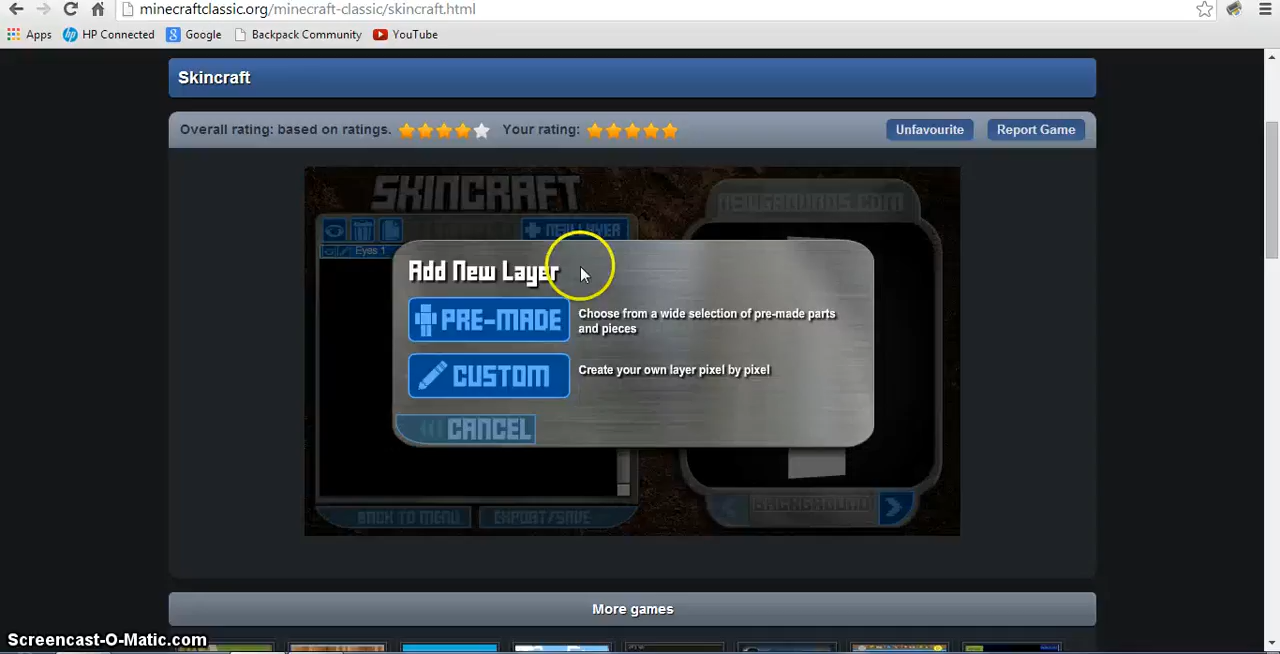 minecraftclassic.org/minecraft-classic/skincraft.html
Apps HP Connected Google Backpack Community YouTube
Skincraft
Overall rating: based on ratings. Your rating: Unfavourite Report Game
SKINCRAFT
NEWGROUNDS.COM
NEW LAYER
Eyes 1
Add New Layer
PRE-MADE Choose from a wide selection of pre-made parts
and pieces
CUSTOM Create your own layer pixel by pixel
CANCEL
BACK TO MENU EXPORT/SAVE BACKGROUND
More games
Screencast-O-Matic.com